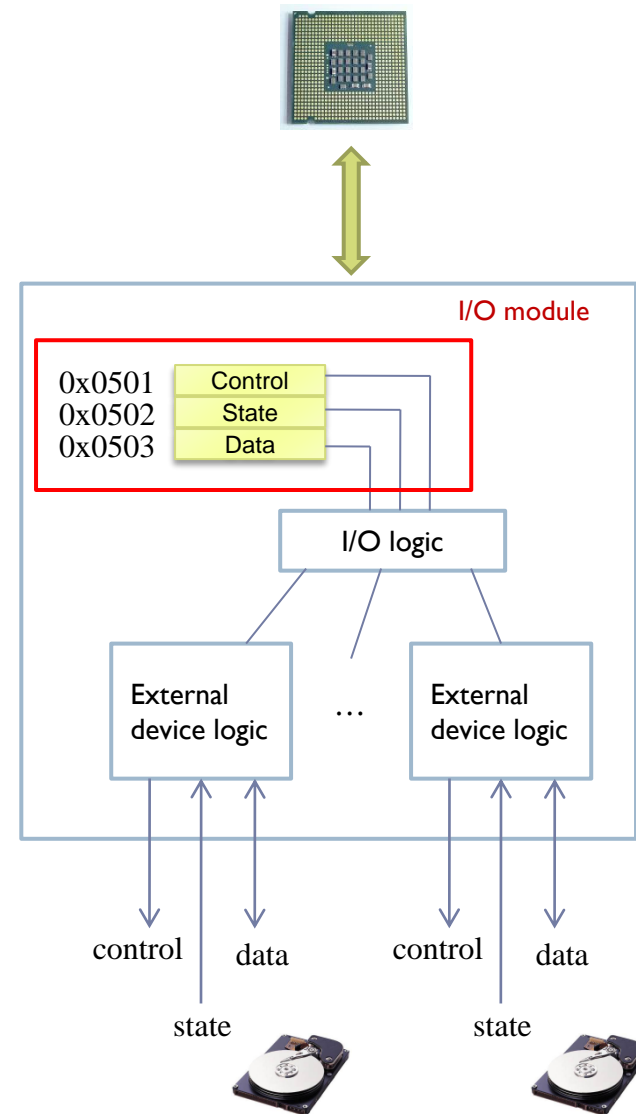 I/O module
0x0501 Control
0x0502 State
0x0503 Data
I/O logic
External
device logic
...
External
device logic
control
data
control
data
state
state